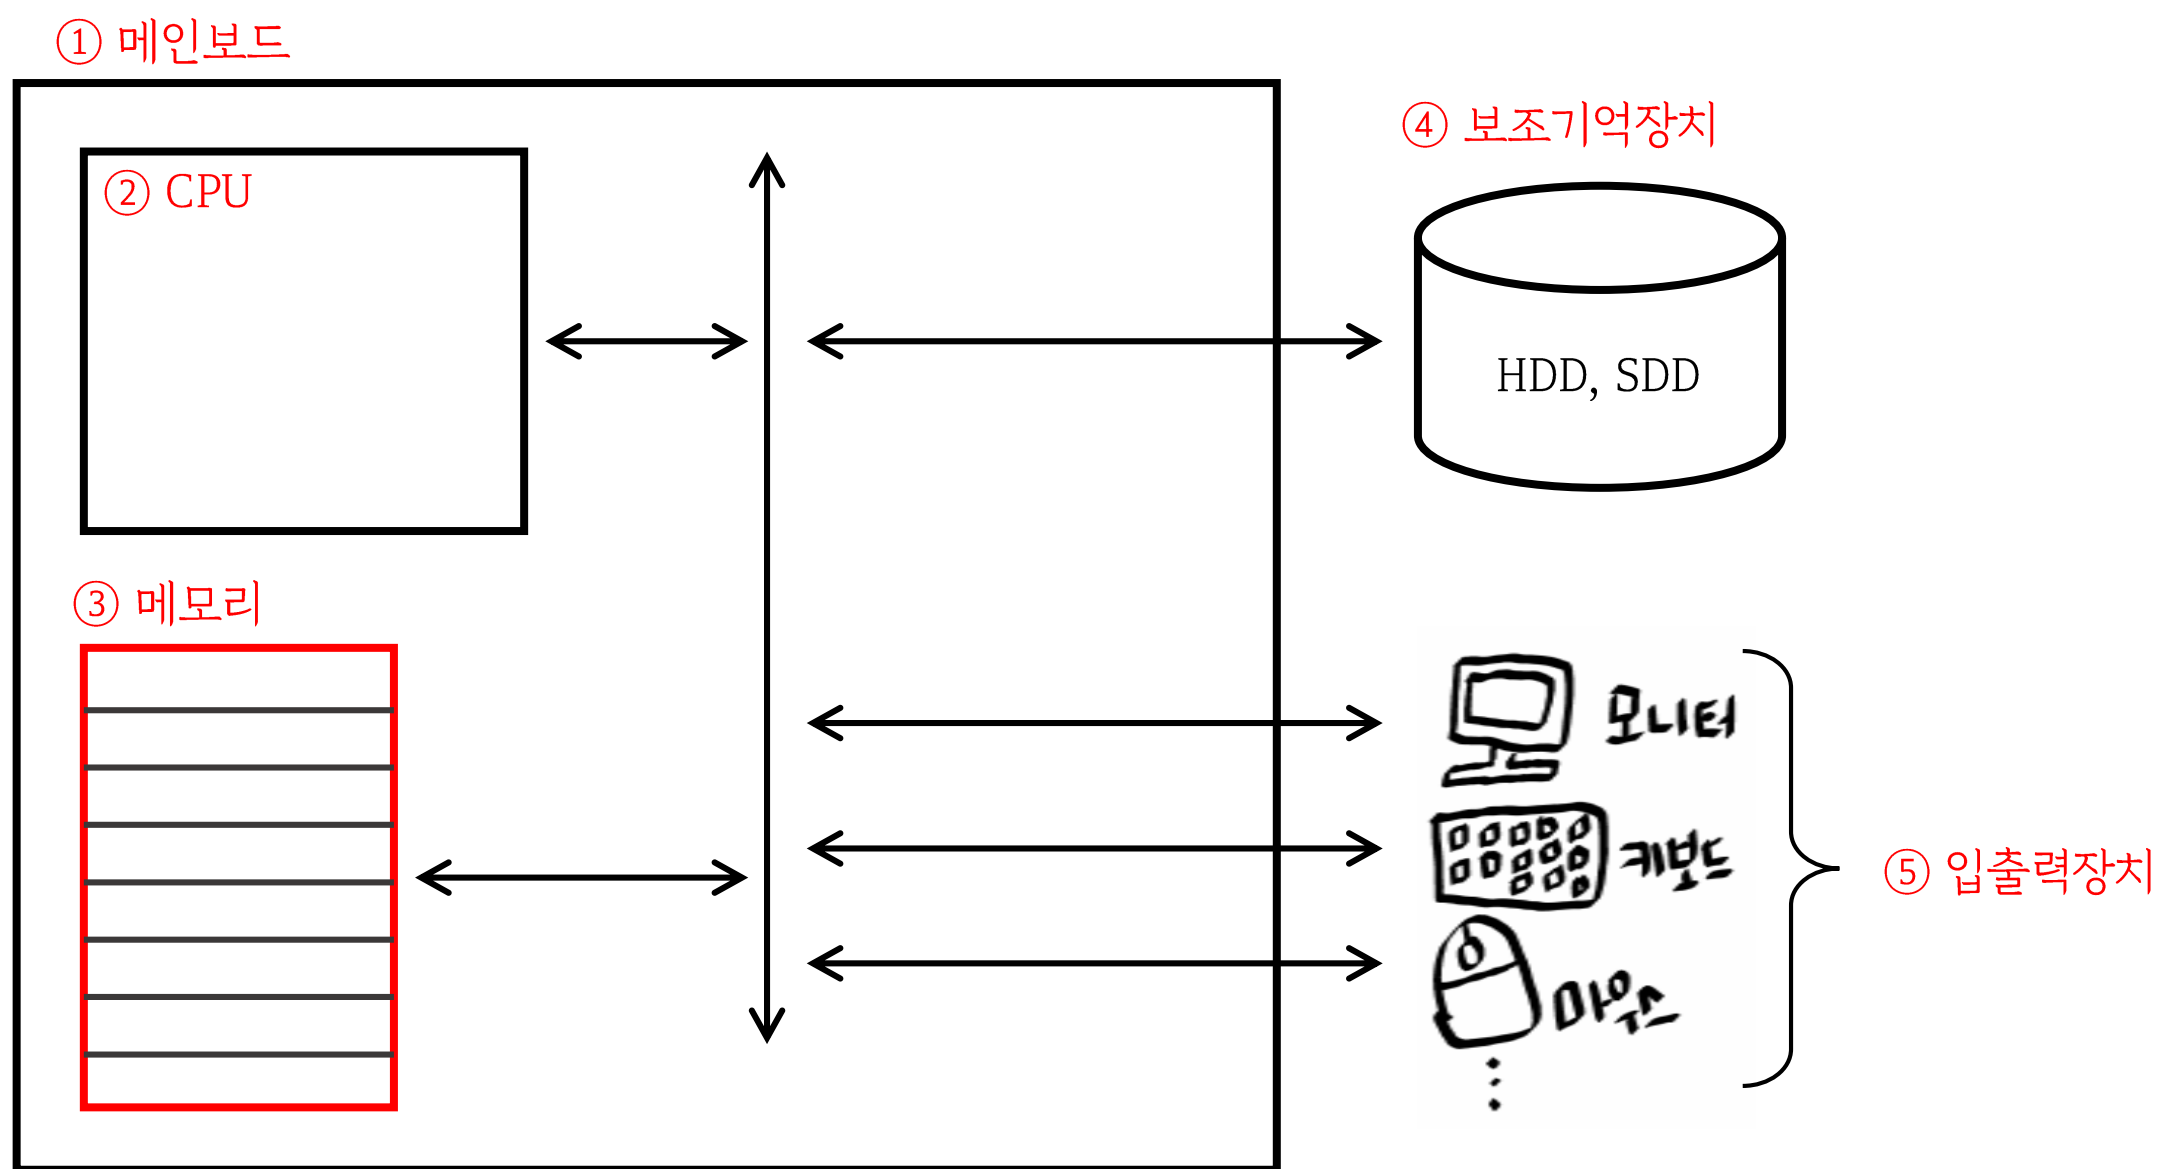 ① 메인보드
② CPU
③ 메모리
④ 보조기억장치
HDD, SDD
모니터
키보드
마우스
⑤ 입출력장치